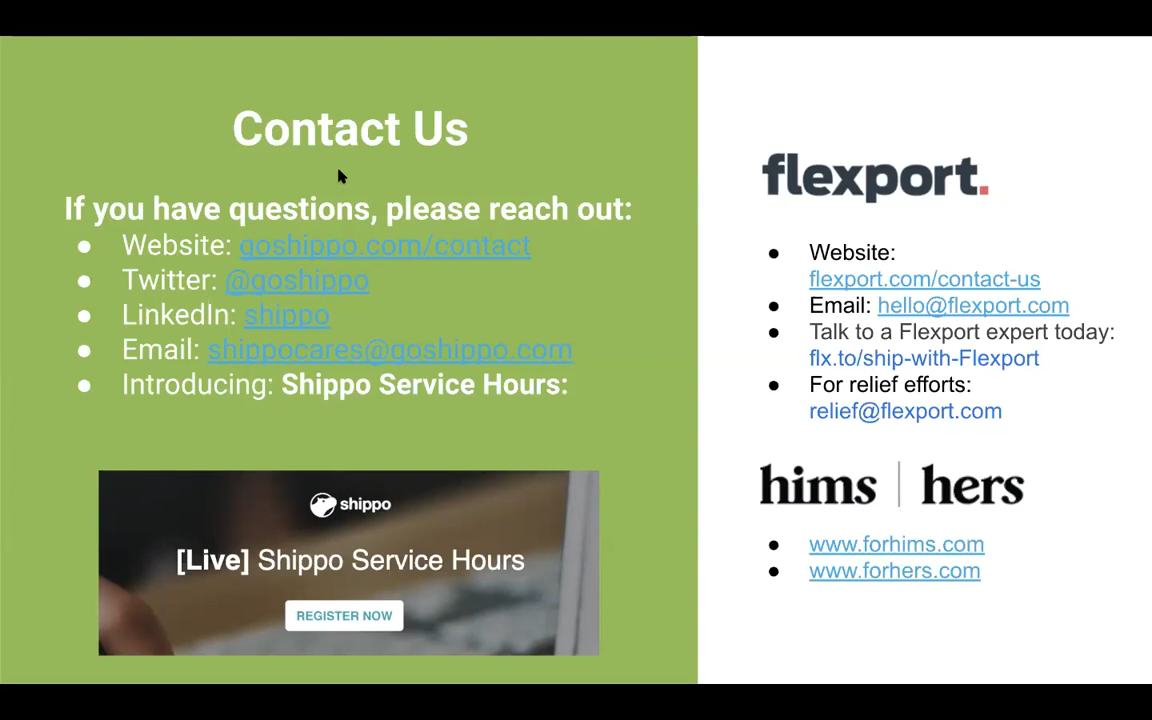 Contact Us
If you have questions, please reach out:
● Website: goshippo.com/contact
● Twitter: @goshippo
● LinkedIn: shippo
● Email: shippocares@goshippo.com
● Introducing: Shippo Service Hours:
shippo
[Live] Shippo Service Hours
REGISTER NOW
flexport.
● Website:
flexport.com/contact-us
● Email: hello@flexport.com
● Talk to a Flexport expert today:
flx.to/ship-with-Flexport
● For relief efforts:
relief@flexport.com
hims | hers
● www.forhims.com
● www.forhers.com